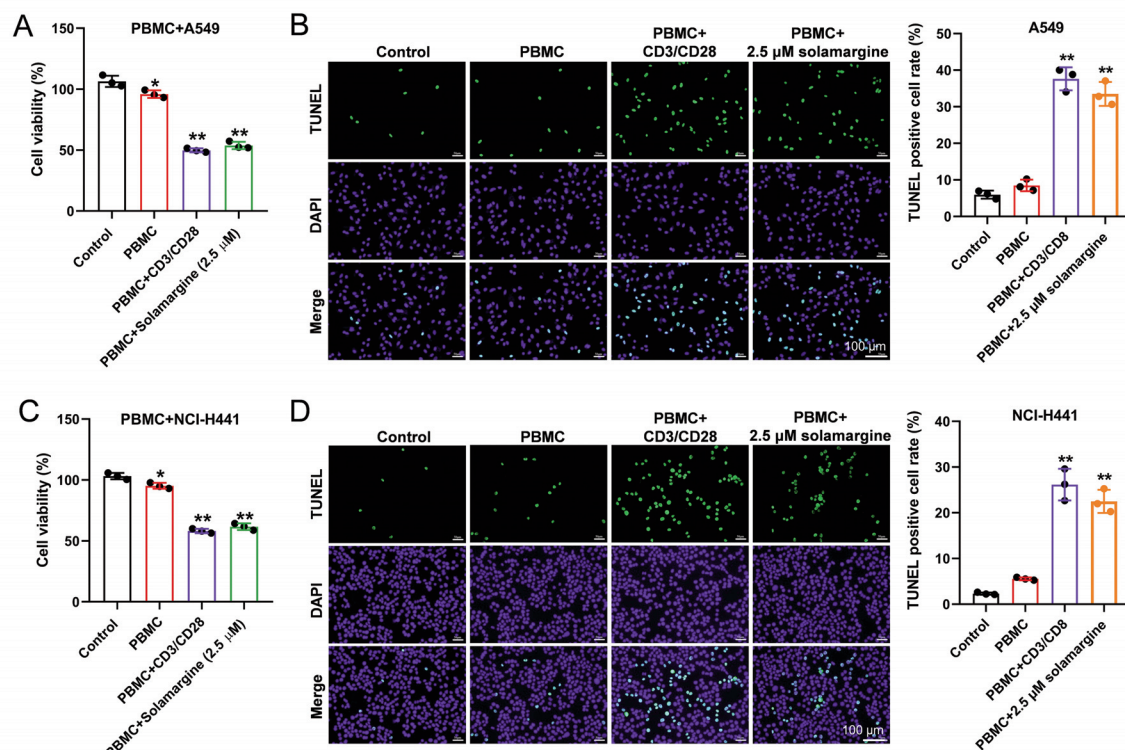 A
PBMC+A549
Cell viability (%)
150
100
50
0
*
**
**
Control
PBMC
PBMC+CD3/CD28
PBMC+Solamargine (2.5 μM)
B
Control
PBMC
PBMC+
CD3/CD28
PBMC+
2.5 μM solamargine
TUNEL
DAPI
Merge
100 μm
A549
TUNEL positive cell rate (%)
50
40
30
20
10
0
**
**
Control
PBMC
PBMC+CD3/CD8
PBMC+2.5 μM solamargine
C
PBMC+NCI-H441
Cell viability (%)
150
100
50
0
*
**
**
Control
PBMC
PBMC+CD3/CD28
PBMC+Solamargine (2.5 μM)
D
Control
PBMC
PBMC+
CD3/CD28
PBMC+
2.5 μM solamargine
TUNEL
DAPI
Merge
100 μm
NCI-H441
TUNEL positive cell rate (%)
40
30
20
10
0
**
**
Control
PBMC
PBMC+CD3/CD8
PBMC+2.5 μM solamargine